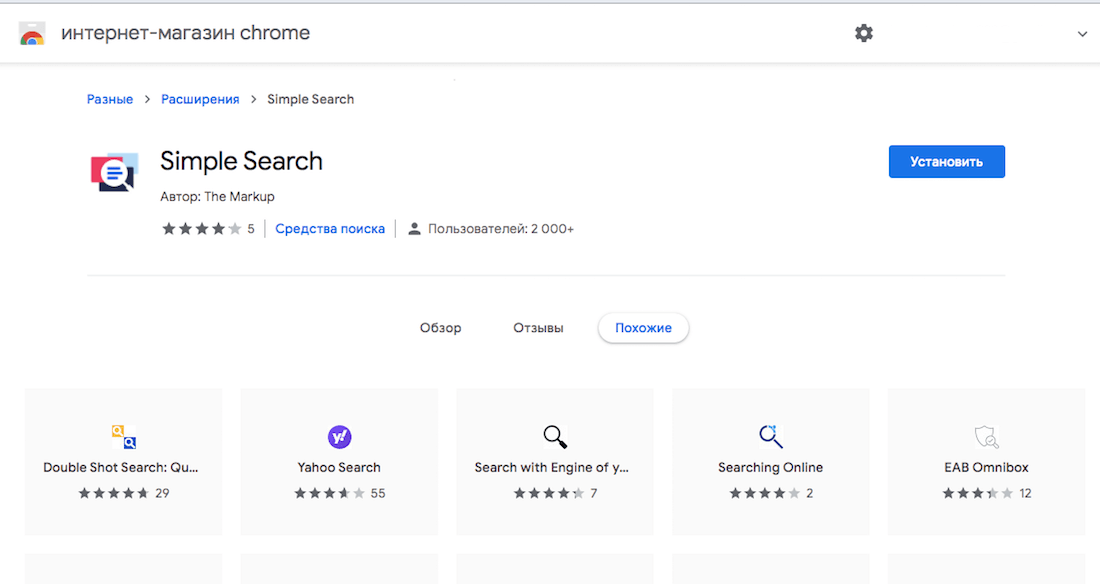 интернет-магазин chrome
Разные > Расширения > Simple Search
Simple Search
Установить
Автор: The Markup
5 Средства поиска Пользователей: 2 000+
Обзор Отзывы Похожие
y!
Double Shot Search: Qu... Yahoo Search Search with Engine of y... Searching Online EAB Omnibox
29 55 7 2 12